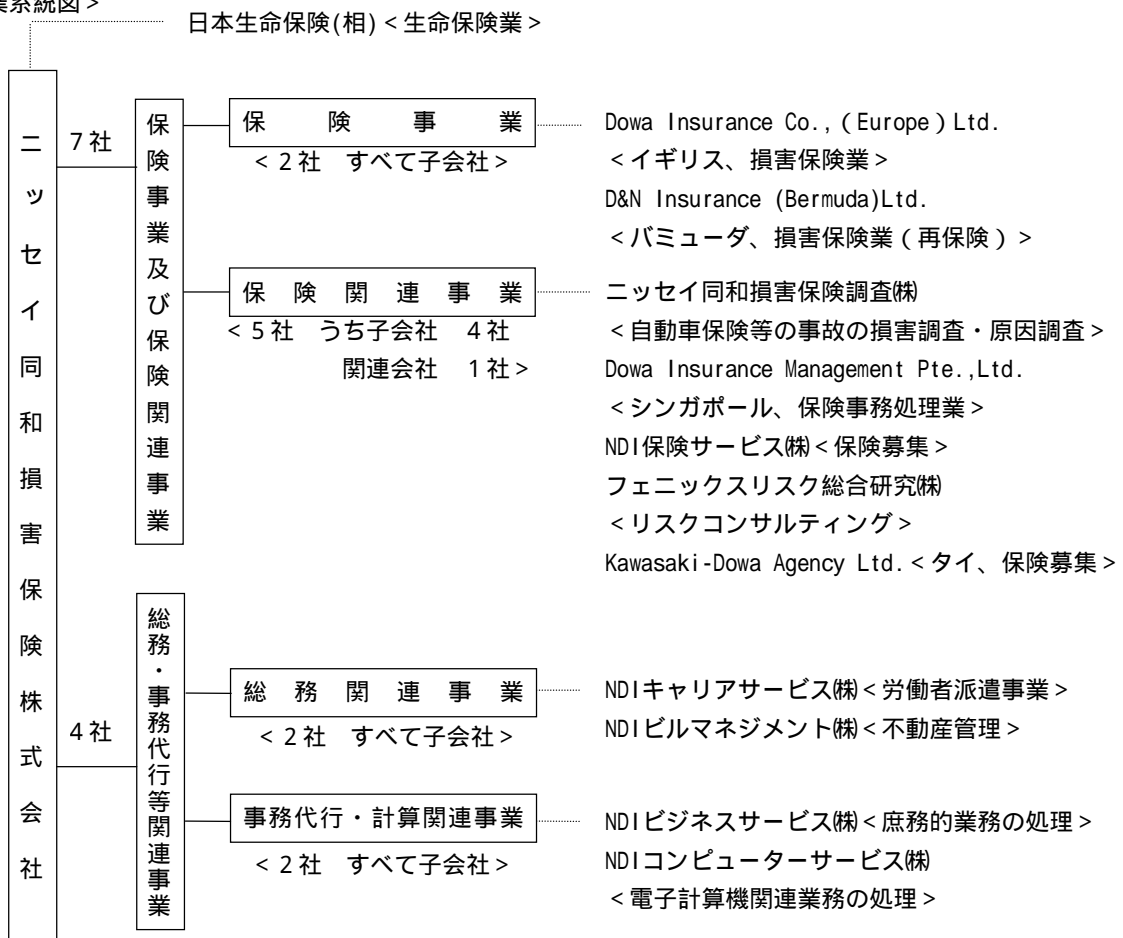 業系統図>
日本生命保険(相)<生命保険業>
ニッセイ同和損害保険株式会社
7社
保険事業及び保険関連事業
保険事業
<2社 すべて子会社>
Dowa Insurance Co.,(Europe)Ltd.
<イギリス、損害保険業>
D&N Insurance (Bermuda)Ltd.
<バミューダ、損害保険業(再保険)>
保険関連事業
<5社 うち子会社 4社
関連会社 1社>
ニッセイ同和損害保険調査㈱
<自動車保険等の事故の損害調査・原因調査>
Dowa Insurance Management Pte.,Ltd.
<シンガポール、保険事務処理業>
NDI保険サービス㈱<保険募集>
フェニックスリスク総合研究㈱
<リスクコンサルティング>
Kawasaki-Dowa Agency Ltd.<タイ、保険募集>
4社
総務・事務代行等関連事業
総務関連事業
<2社 すべて子会社>
NDIキャリアサービス㈱<労働者派遣事業>
NDIビルマネジメント㈱<不動産管理>
事務代行・計算関連事業
<2社 すべて子会社>
NDIビジネスサービス㈱<庶務的業務の処理>
NDIコンピューターサービス㈱
<電子計算機関連業務の処理>